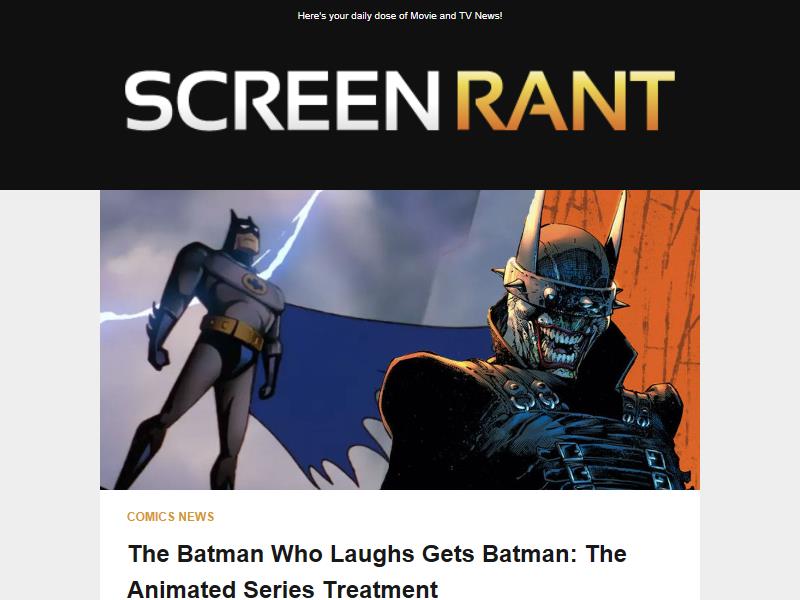 Here's your daily dose of Movie and TV News!
SCREEN RANT
COMICS NEWS
The Batman Who Laughs Gets Batman: The
Animated Series Treatment